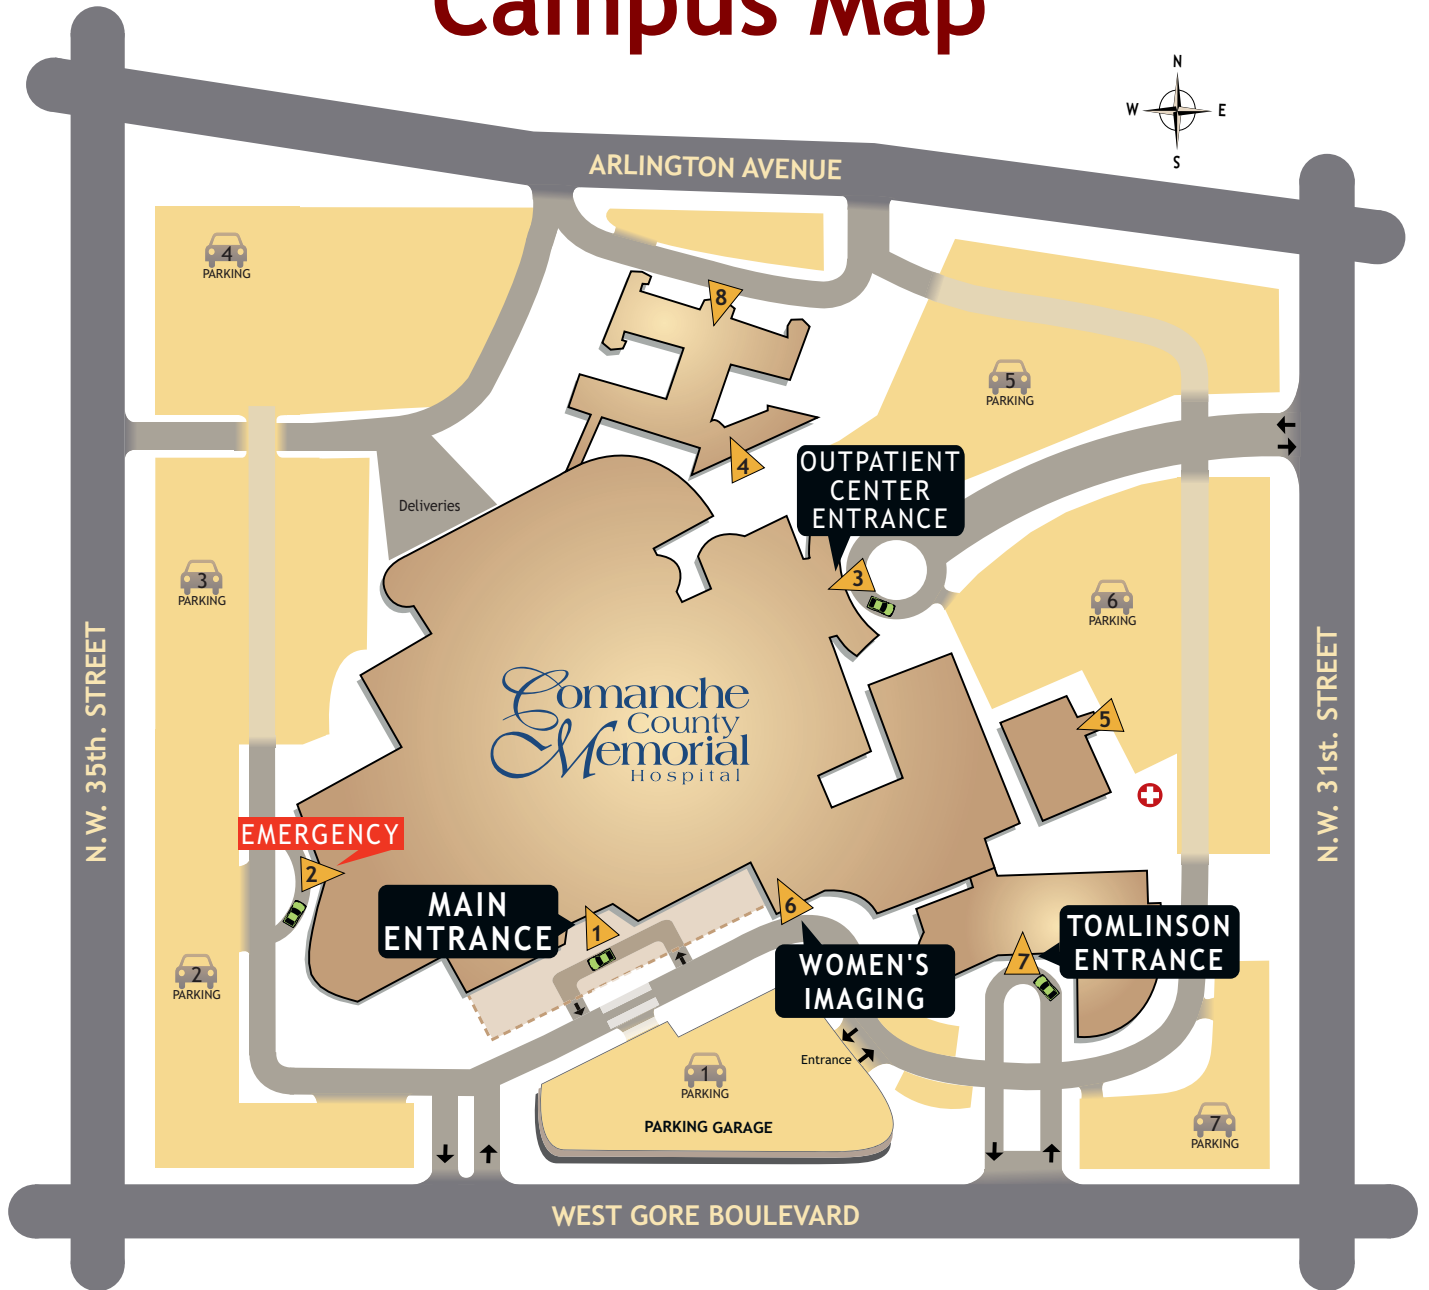 Campus Map
N
W
E
S
ARLINGTON AVENUE
4
PARKING
8
5
PARKING
4
OUTPATIENT
CENTER
ENTRANCE
Deliveries
3
3
PARKING
6
PARKING
N.W. 35th. STREET
N.W. 31st. STREET
Comanche
County
Memorial
Hospital
5
EMERGENCY
2
MAIN
ENTRANCE
1
6
TOMLINSON
ENTRANCE
7
WOMEN'S
IMAGING
2
PARKING
Entrance
1
PARKING
PARKING GARAGE
7
PARKING
WEST GORE BOULEVARD